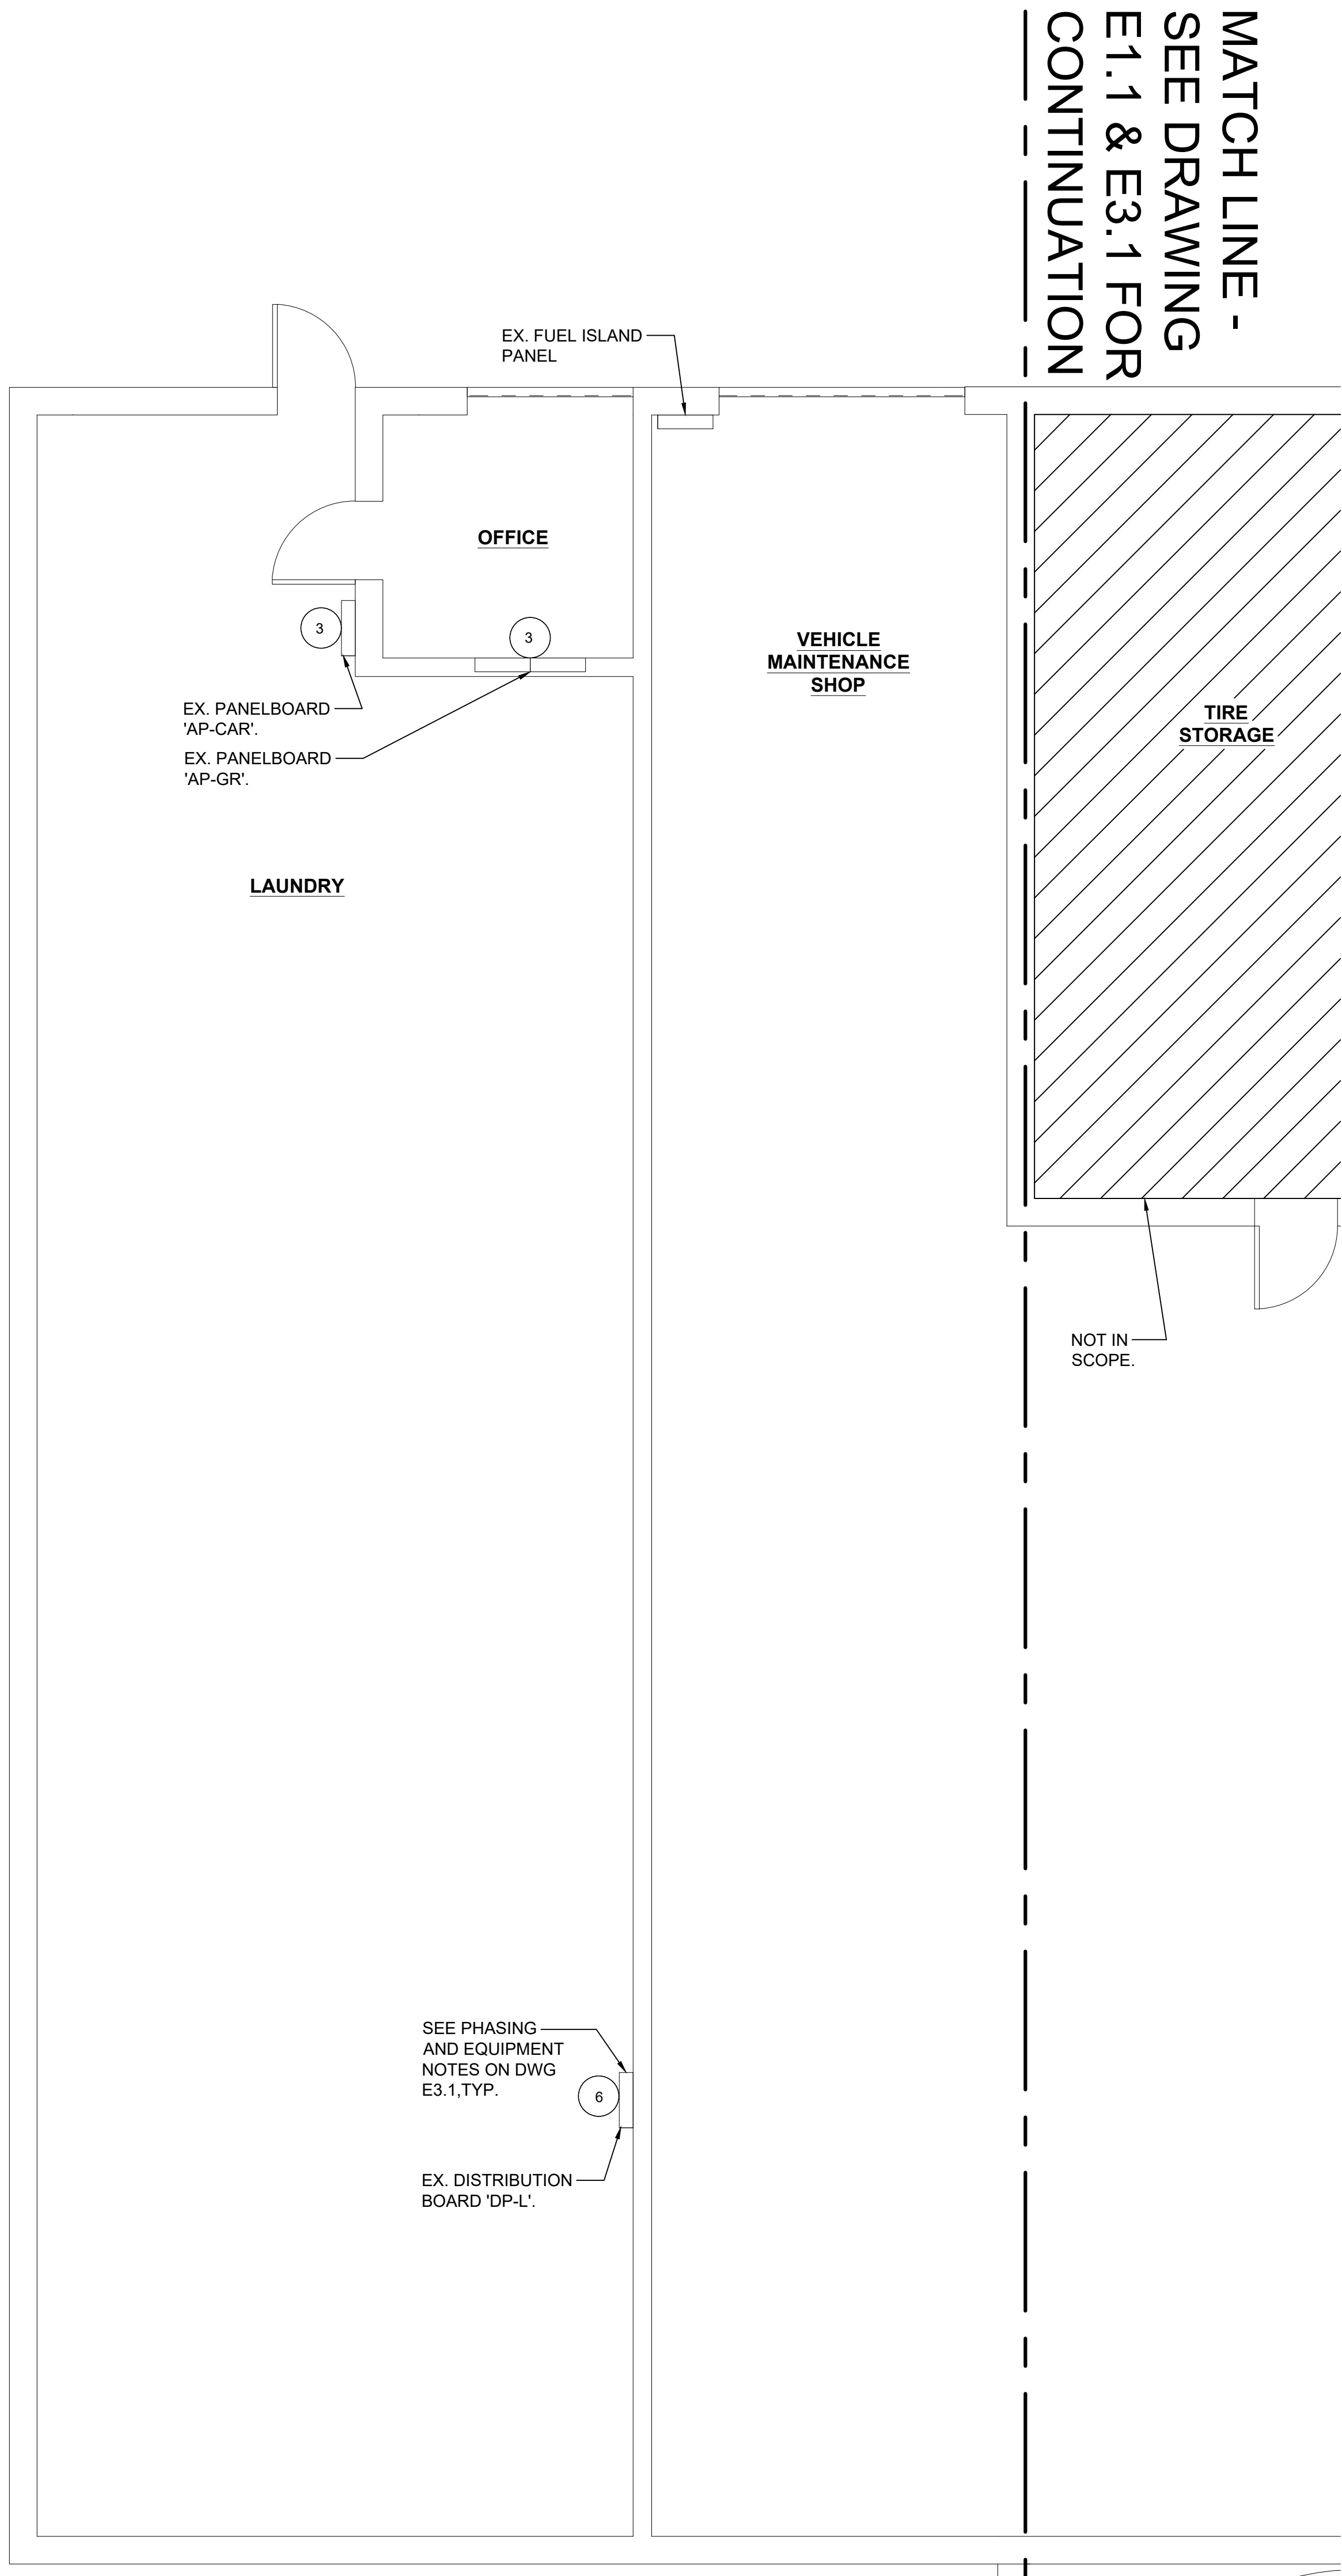 MATCH LINE -
SEE DRAWING
E1.1 & E3.1 FOR
CONTINUATION
EX. FUEL ISLAND
PANEL
OFFICE
3
3
VEHICLE
MAINTENANCE
SHOP
EX. PANELBOARD
'AP-CAR'.
TIRE
STORAGE
EX. PANELBOARD
'AP-GR'.
LAUNDRY
NOT IN
SCOPE.
SEE PHASING
AND EQUIPMENT
NOTES ON DWG
E3.1,TYP.
6
EX. DISTRIBUTION
BOARD 'DP-L'.